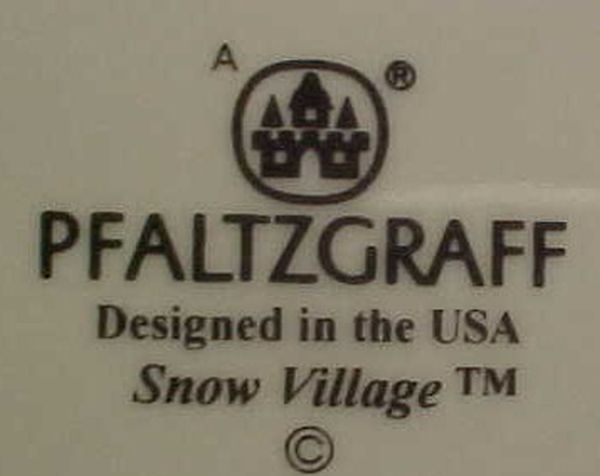 A ®
PFALTZGRAFF
Designed in the USA
Snow Village ™
©